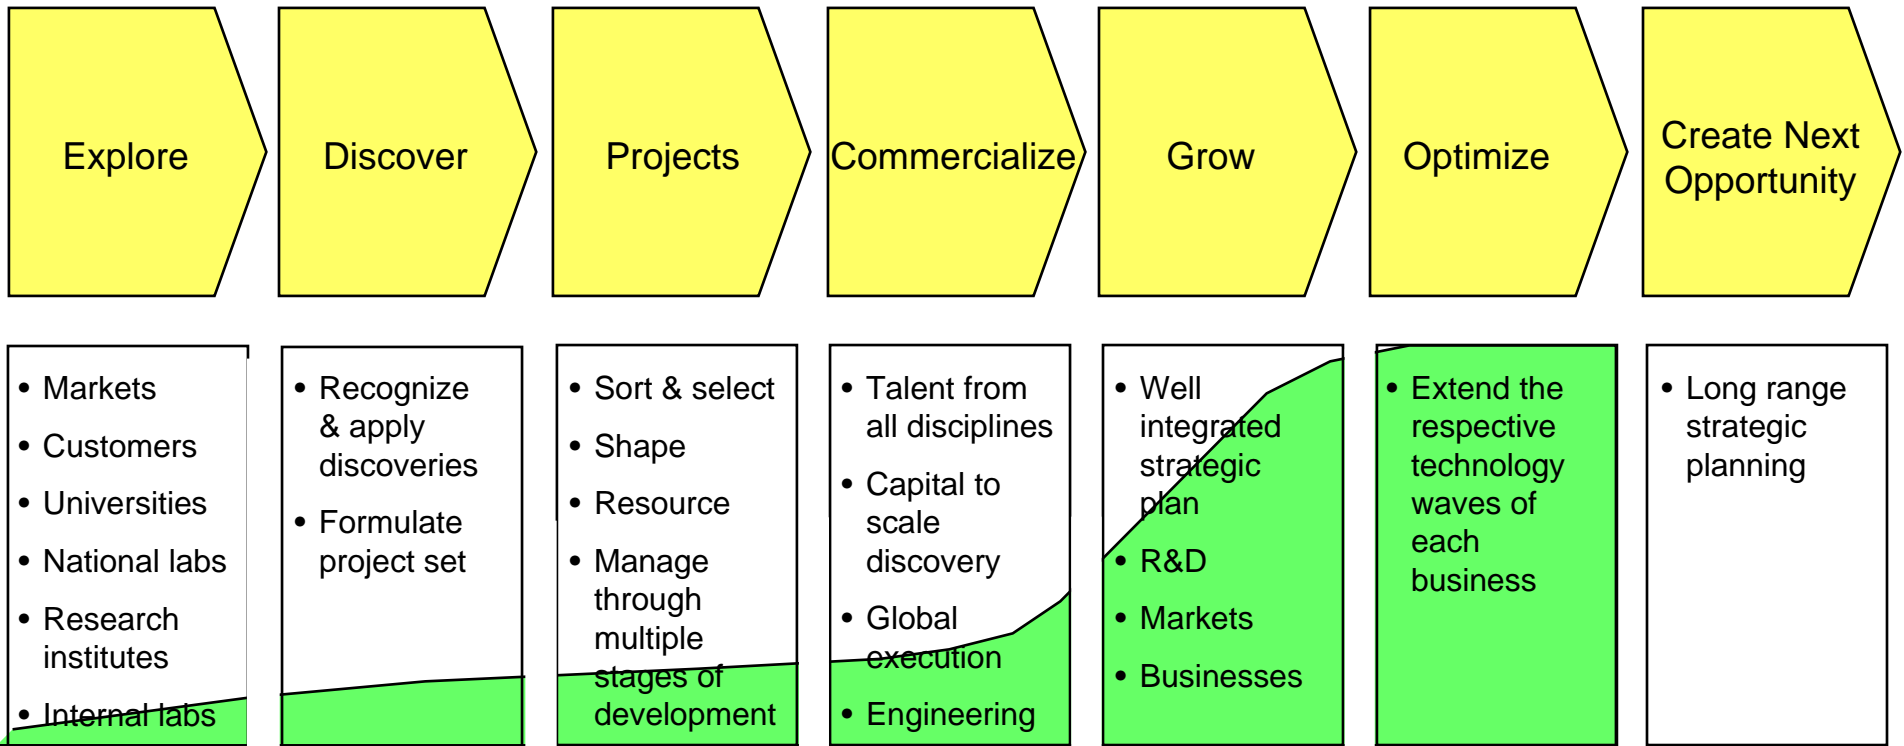 Explore
Discover
Projects
Commercialize
Grow
Optimize
Create Next
Opportunity
• Markets
• Customers
• Universities
• National labs
• Research
institutes
• Internal labs
• Recognize
& apply
discoveries
• Formulate
project set
• Sort & select
• Shape
• Resource
• Manage
through
multiple
stages of
development
• Talent from
all disciplines
• Capital to
scale
discovery
• Global
execution
• Engineering
• Well
integrated
strategic
plan
• R&D
• Markets
• Businesses
• Extend the
respective
technology
waves of
each
business
• Long range
strategic
planning